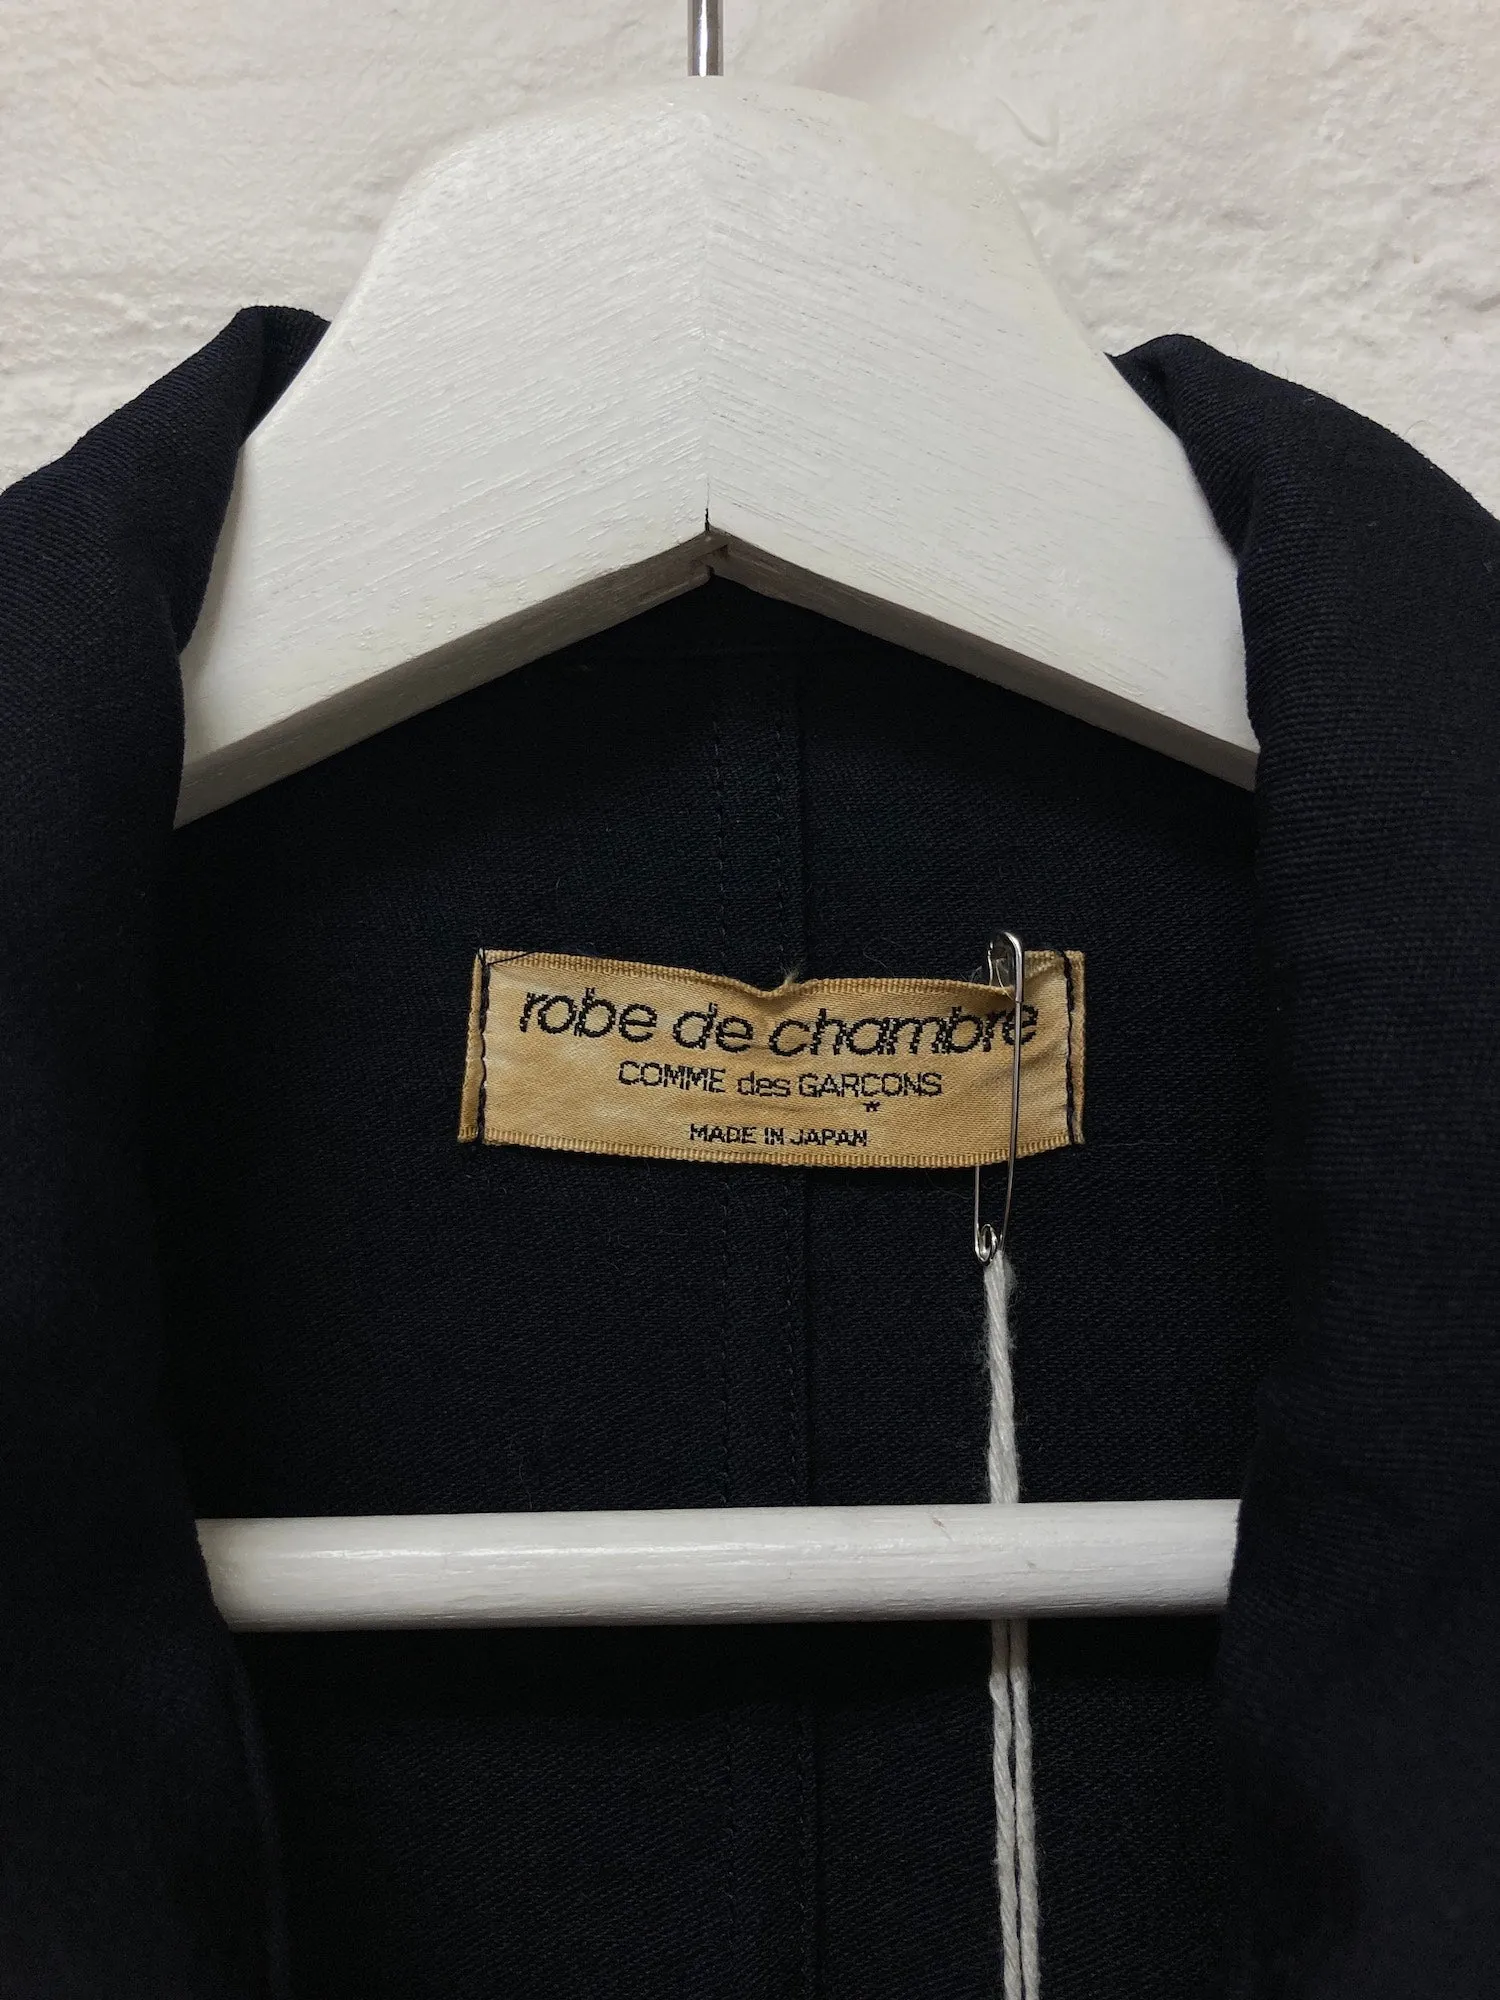 robe de chambre
COMME des GARCONS
*
MADE IN JAPAN